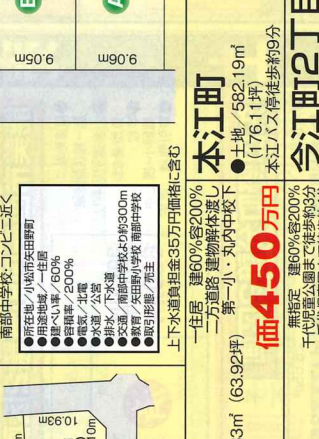 南部中学校・コンビニ近く
●所在地／小松市矢田野町
●用途地域／一住居
●建ぺい率／60%
●容積率／200%
●電気／北電
●水道／公営
●排水／下水道
●交通／南部中学校より約300m
●教育／矢田野小学校 南部中学校
●取引形態／売主
上下水道負担金35万円価格に含む
9.05m
B
9.06m
A
10.93m
一住居 建60%容200%
二方道路 建物解体渡し
第一小・丸内中校下
価450万円
本江町
●土地／582.19㎡
(176.11坪)
本江バス停徒歩約9分
3㎡ (63.92坪)
無指定 建60%容200%
千代児童公園まで徒歩約3分
今江町2丁目